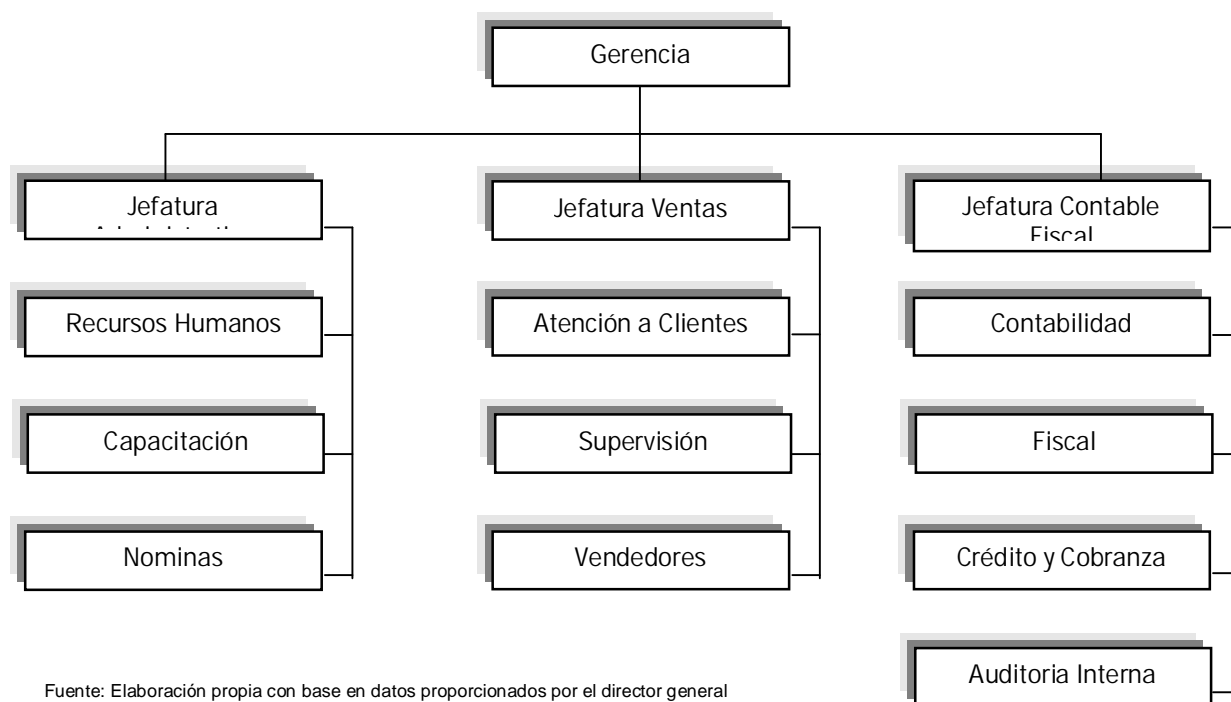 Gerencia
Jefatura
Jefatura Ventas
Jefatura Contable
Fiscal
Recursos Humanos
Atención a Clientes
Contabilidad
Capacitación
Supervisión
Fiscal
Nominas
Vendedores
Crédito y Cobranza
Auditoria Interna
Fuente: Elaboración propia con base en datos proporcionados por el director general